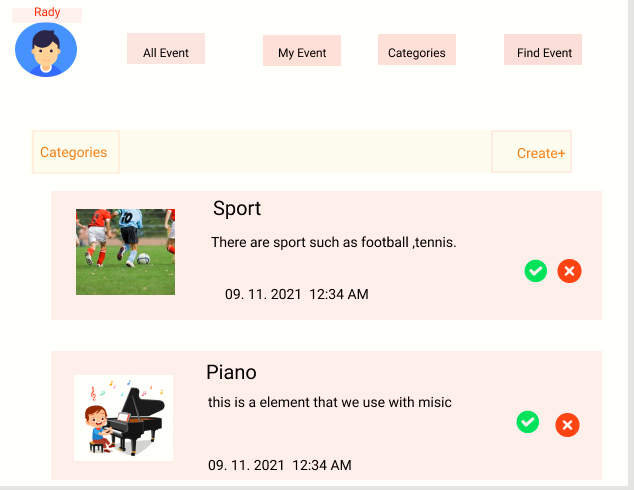 Rady
All Event
My Event
Categories
Find Event
Categories
Create+
Sport
There are sport such as football ,tennis.
09. 11. 2021 12:34 AM
Piano
this is a element that we use with misic
09. 11. 2021 12:34 AM